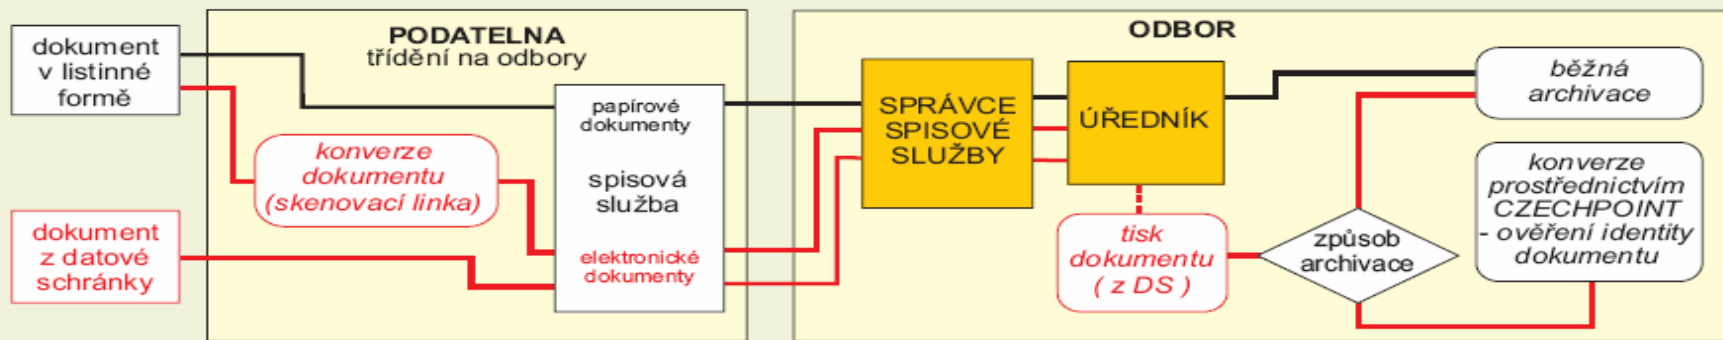 dokument
v listinné
formě
dokument
z datové
schránky
PODATELNA
třídění na odbory
konverze
dokumentu
(skenovací linka)
papírové
dokumenty
spisová
služba
elektronické
dokumenty
ODBOR
SPRÁVCE
SPISOVÉ
SLUŽBY
ÚŘEDNÍK
tisk
dokumentu
( z DS )
způsob
archivace
běžná
archivace
konverze
prostřednictvím
CZECHPOINT
- ověření identity
dokumentu